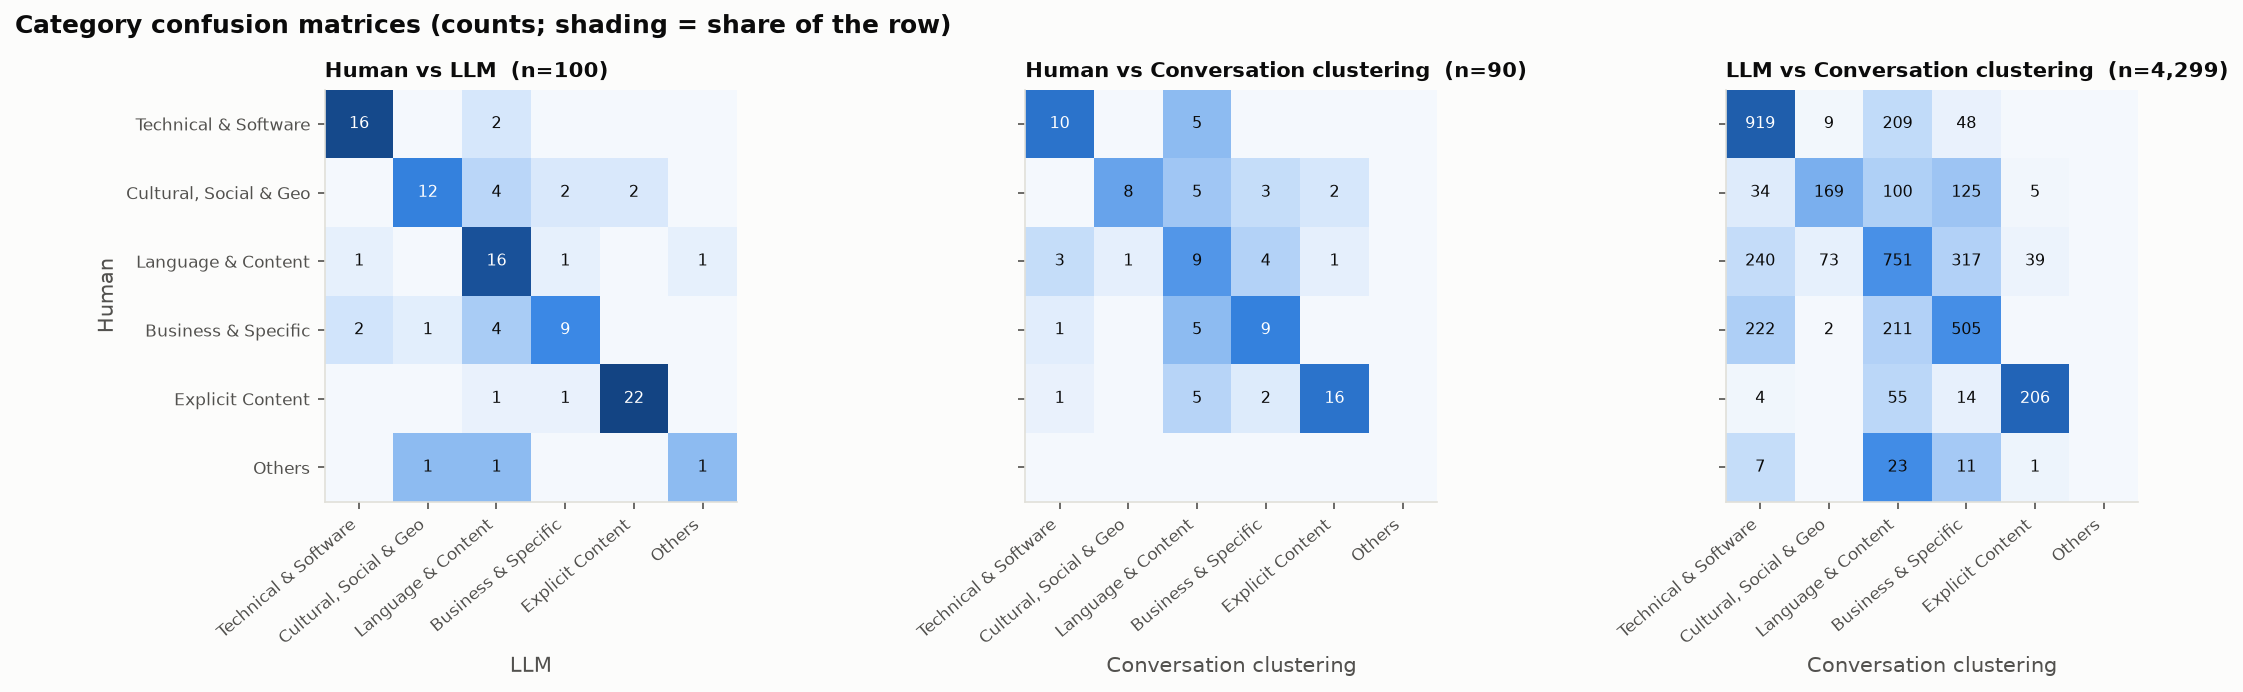 Category confusion matrices (counts; shading = share of the row)
Human vs LLM (n=100)
Human
Technical & Software
Cultural, Social & Geo
Language & Content
Business & Specific
Explicit Content
Others
16 2
12 4 2 2
1 16 1 1
2 1 4 9
1 1 22
1 1 1
Technical & Software
Cultural, Social & Geo
Language & Content
Business & Specific
Explicit Content
Others
LLM
Human vs Conversation clustering (n=90)
10 5
8 5 3 2
3 1 9 4 1
1 5 9
1 5 2 16
Technical & Software
Cultural, Social & Geo
Language & Content
Business & Specific
Explicit Content
Others
Conversation clustering
LLM vs Conversation clustering (n=4,299)
919 9 209 48
34 169 100 125 5
240 73 751 317 39
222 2 211 505
4 55 14 206
7 23 11 1
Technical & Software
Cultural, Social & Geo
Language & Content
Business & Specific
Explicit Content
Others
Conversation clustering